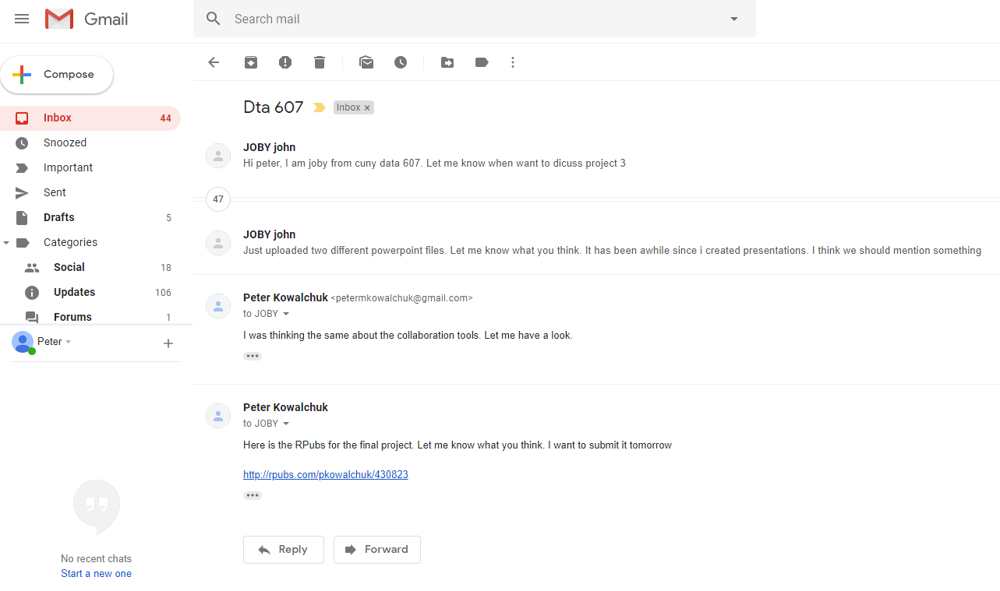 Gmail
Search mail
Compose
Inbox 44
Snoozed
Important
Sent
Drafts 5
Categories
Social 18
Updates 106
Forums 1
Peter
No recent chats
Start a new one
Dta 607 Inbox
JOBY john
Hi peter, I am joby from cuny data 607. Let me know when want to dicuss project 3
47
JOBY john
Just uploaded two different powerpoint files. Let me know what you think. It has been awhile since i created presentations. I think we should mention something
Peter Kowalchuk <petermkowalchuk@gmail.com>
to JOBY
I was thinking the same about the collaboration tools. Let me have a look.
Peter Kowalchuk
to JOBY
Here is the RPubs for the final project. Let me know what you think. I want to submit it tomorrow
http://rpubs.com/pkowalchuk/430823
Reply Forward